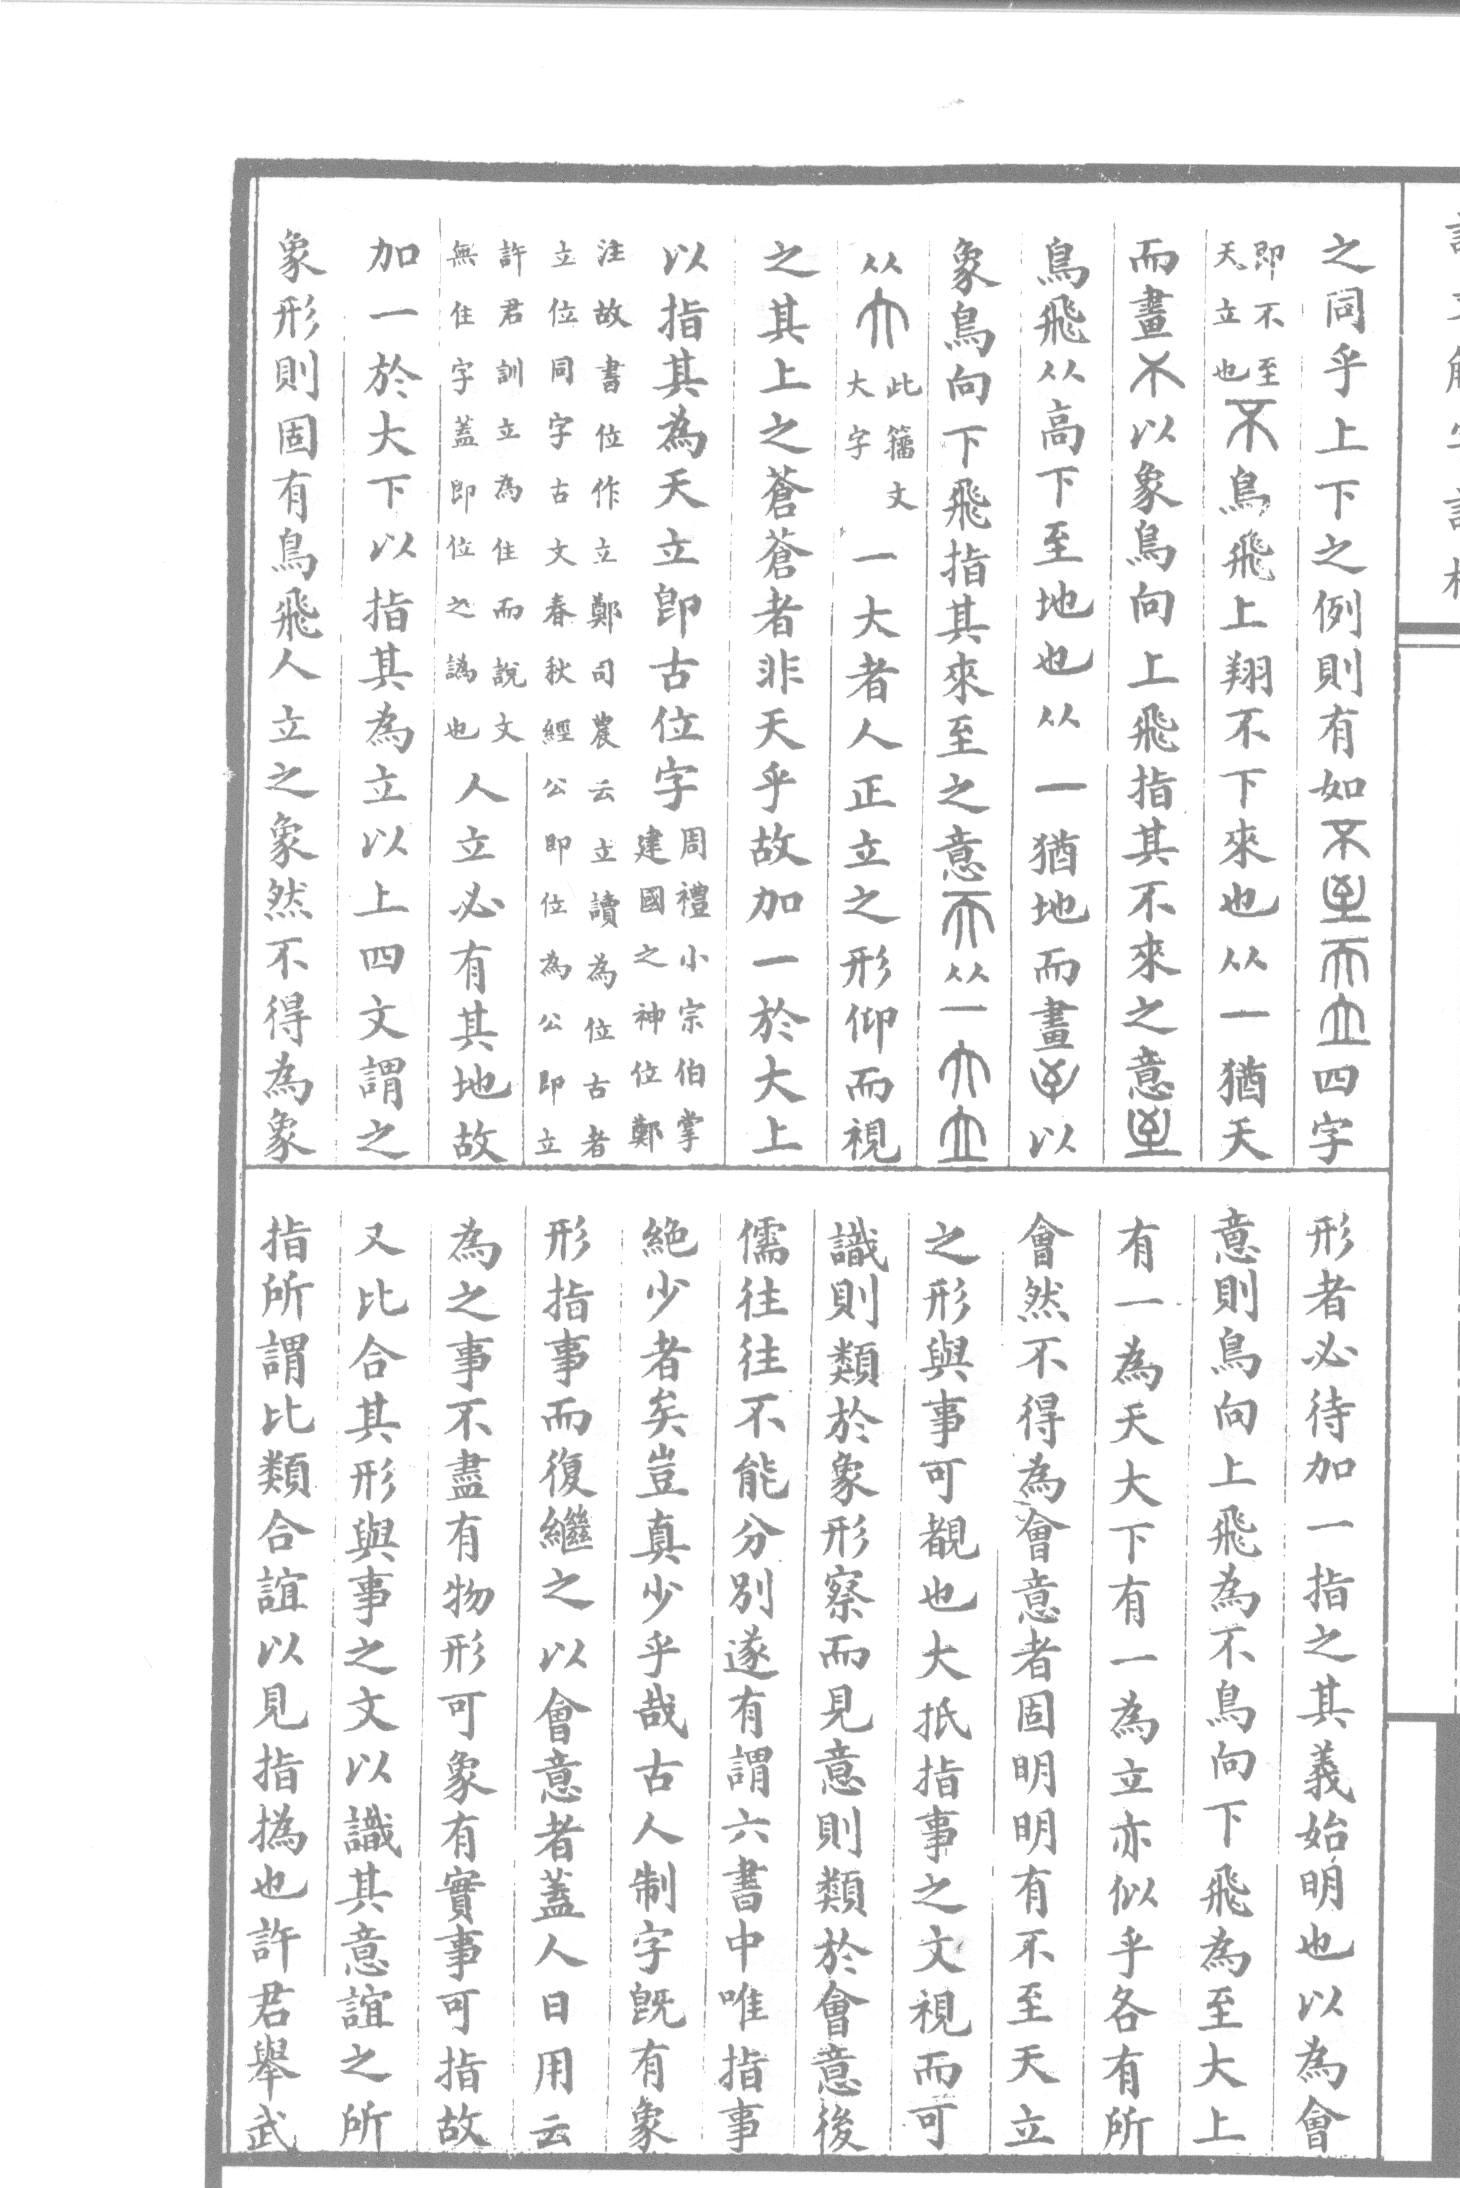 之同乎上下之例則有如不至天立四字
即不至天立也不鳥飛上翔不下來也从一猶天
而畫不以象鳥向上飛指其不來之意至
鳥飛从高下至地也从一猶地而畫以
象鳥向下飛指其來至之意天从一大立
从大此籀文大字一大者人正立之形仰而視
之其上之蒼蒼者非天乎故加一於大上
以指其為天立即古位字周禮小宗伯掌建國之神位鄭
注故書位作立鄭司農云立讀為位古者立位同字古文春秋經公即位為公即立
許君訓立為住而說文無住字蓋即位之譌也人立必有其地故
加一於大下以指其為立以上四文謂之
象形則固有鳥飛人立之象然不得為象
形者必待加一指之其義始明也以為會
意則鳥向上飛為不鳥向下飛為至大上
有一為天大下有一為立亦似乎各有所
會然不得為會意者固明明有不至天立
之形與事可覩也大抵指事之文視而可
識則類於象形察而見意則類於會意後
儒往往不能分別遂有謂六書中唯指事
絕少者矣豈真少乎哉古人制字旣有象
形指事而復繼之以會意者蓋人日用云
為之事不盡有物形可象有實事可指故
又比合其形與事之文以識其意誼之所
指所謂比類合誼以見指撝也許君舉武